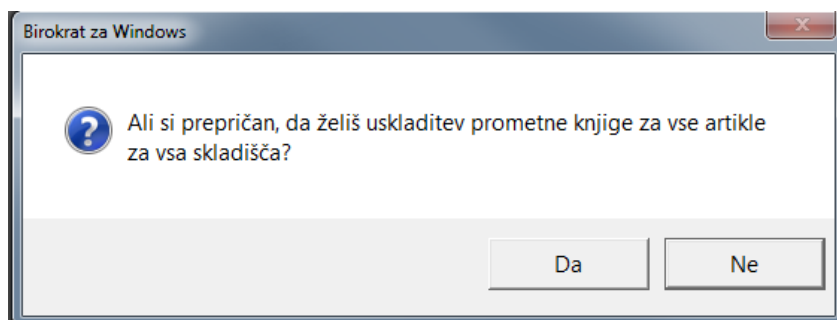 Birokrat za Windows
Ali si prepričan, da želiš uskladitev prometne knjige za vse artikle
za vsa skladišča?
Da
Ne